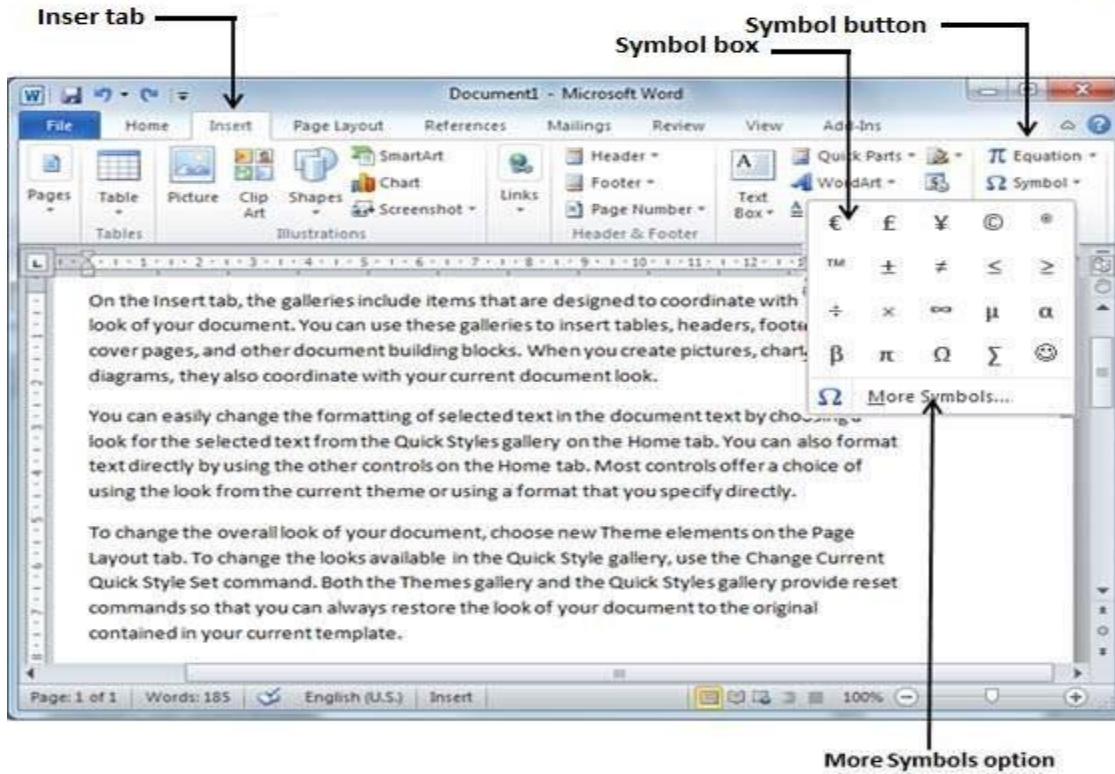 Inser tab
Symbol button
Symbol box
Document1 - Microsoft Word
File Home Insert Page Layout References Mailings Review View Add-Ins
Pages
Table
Tables
Picture
Clip Art
Shapes
SmartArt
Chart
Screenshot
Illustrations
Links
Header
Footer
Page Number
Header & Footer
Text Box
Quick Parts
WordArt
π Equation
Ω Symbol
€ £ ¥ © ®
™ ± ≠ ≤ ≥
÷ × ∞ µ α
β π Ω ∑ ☺
Ω More Symbols...
1 2 3 4 5 6 7 8 9 10 11 12
On the Insert tab, the galleries include items that are designed to coordinate with
look of your document. You can use these galleries to insert tables, headers,
cover pages, and other document building blocks. When you create pictures,
diagrams, they also coordinate with your current document look.
You can easily change the formatting of selected text in the document text by
look for the selected text from the Quick Styles gallery on the Home tab. You can also format
text directly by using the other controls on the Home tab. Most controls offer a choice of
using the look from the current theme or using a format that you specify directly.
To change the overall look of your document, choose new Theme elements on the Page
Layout tab. To change the looks available in the Quick Style gallery, use the Change Current
Quick Style Set command. Both the Themes gallery and the Quick Styles gallery provide reset
commands so that you can always restore the look of your document to the original
contained in your current template.
Page: 1 of 1 Words: 185 English (U.S.) Insert 100%
More Symbols option